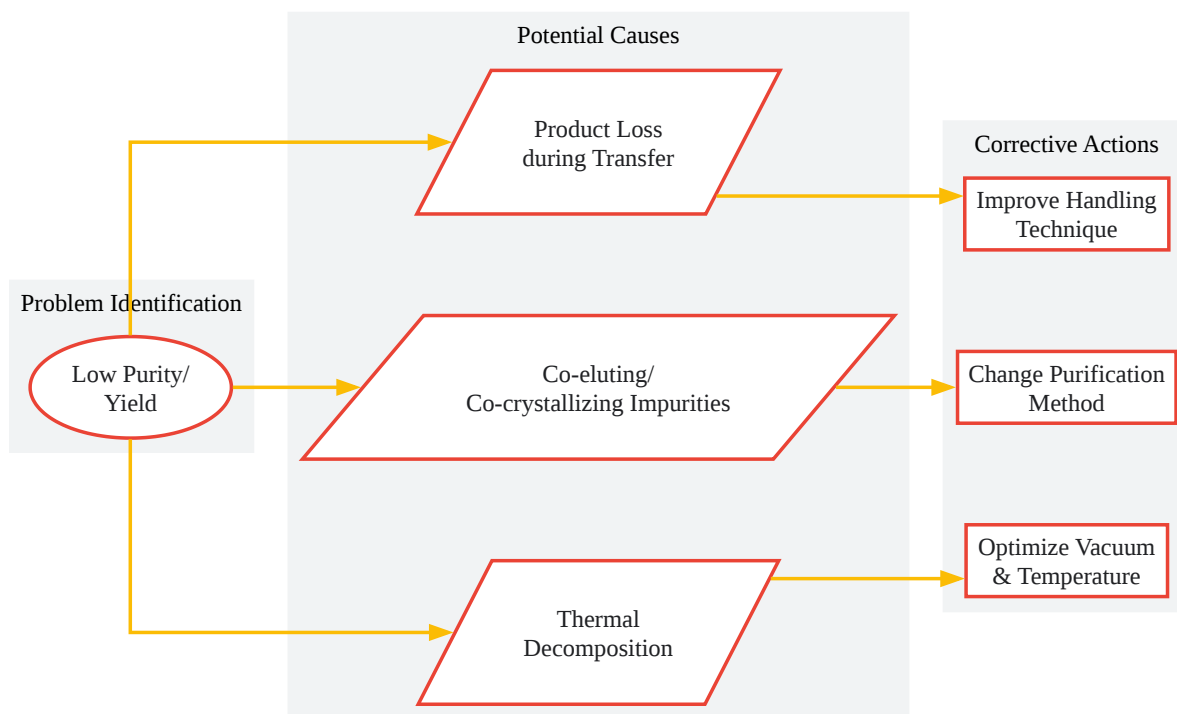 Potential Causes
Product Loss
during Transfer
Corrective Actions
Improve Handling
Technique
Problem Identification
Low Purity/
Yield
Co-eluting/
Co-crystallizing Impurities
Change Purification
Method
Optimize Vacuum
& Temperature
Thermal
Decomposition